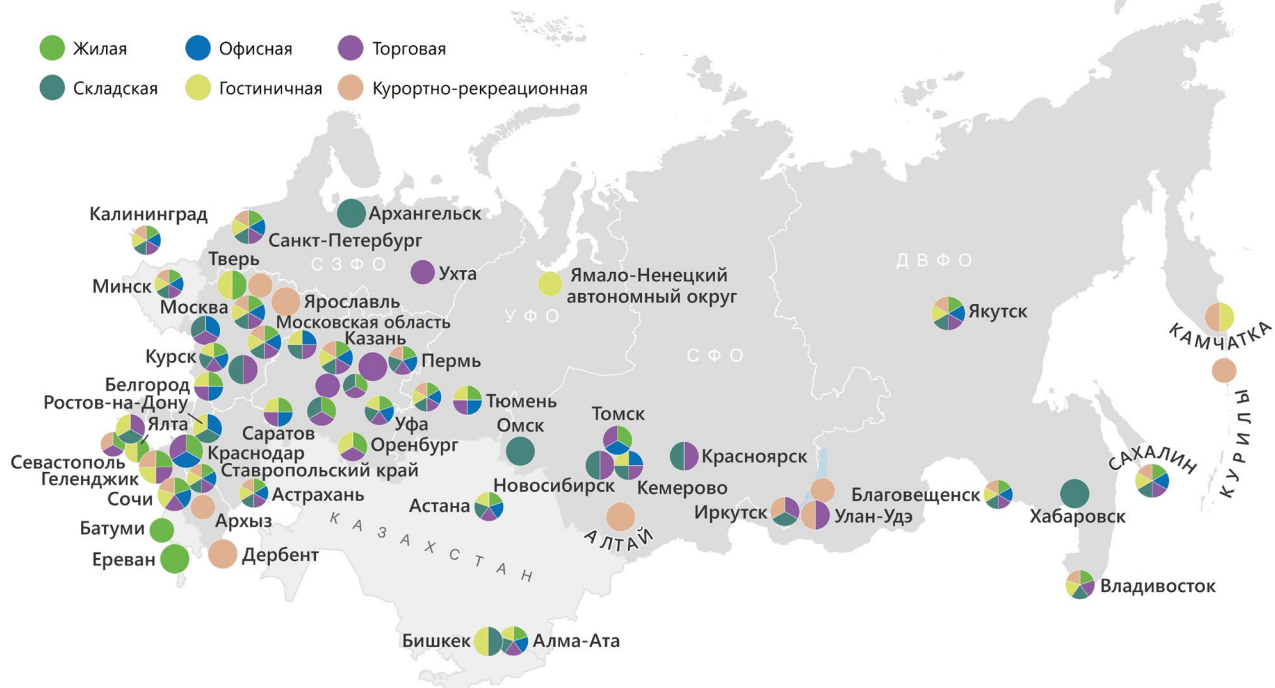 Жилая
Офисная
Торговая
Складская
Гостиничная
Курортно-рекреационная
Калининград
Архангельск
Санкт-Петербург
СЗФО
Тверь
Ухта
Ямало-Ненецкий
автономный округ
ДВФО
Минск
Ярославль
Москва
Московская область
УФО
Якутск
КАМЧАТКА
Казань
СФО
Курск
Пермь
Белгород
КУРИЛЫ
Ростов-на-Дону
Тюмень
Ялта
Томск
Саратов
Уфа
Омск
Оренбург
Краснодар
Красноярск
Севастополь
Ставропольский край
САХАЛИН
Геленджик
Новосибирск
Кемерово
Сочи
Астрахань
Астана
Благовещенск
Архыз
Иркутск
Улан-Удэ
Хабаровск
КАЗАХСТАН
АЛТАЙ
Батуми
Ереван
Дербент
Владивосток
Бишкек
Алма-Ата